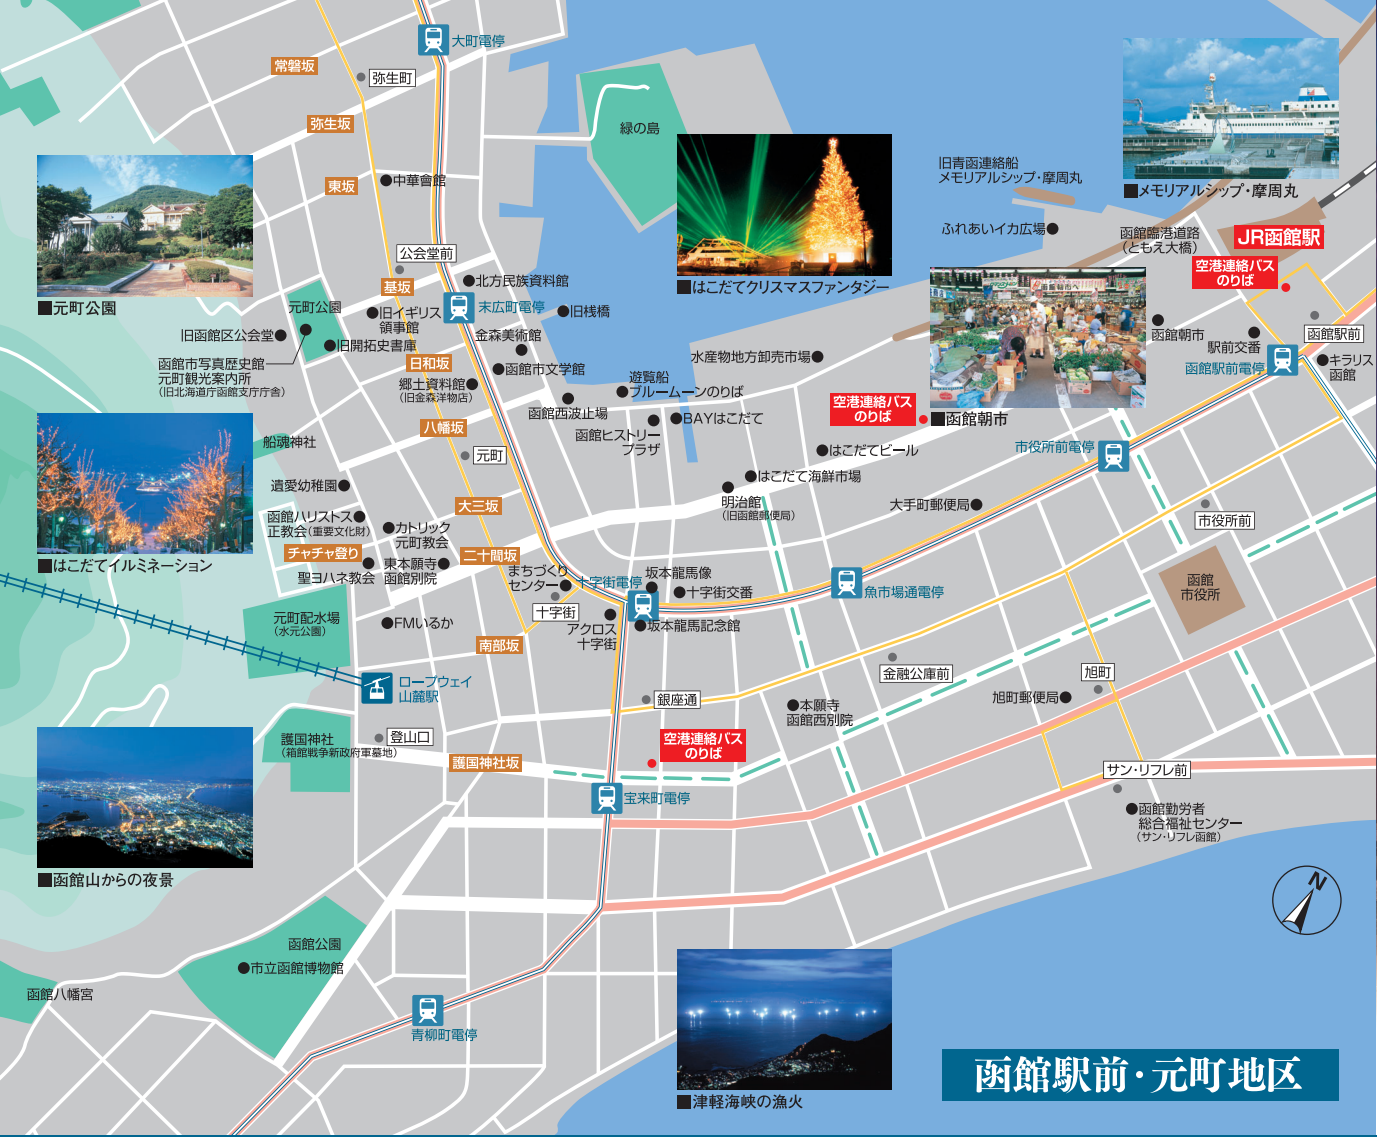 大町電停
常磐坂
弥生町
弥生坂
緑の島
東坂
中華會館
旧青函連絡船
メモリアルシップ・摩周丸
■メモリアルシップ・摩周丸
ふれあいイカ広場
函館臨港道路
(ともえ大橋)
JR函館駅
空港連絡バス
のりば
公会堂前
基坂
北方民族資料館
■はこだてクリスマスファンタジー
■元町公園
元町公園
旧イギリス
領事館
末広町電停
旧桟橋
旧函館区公会堂
旧開拓史書庫
金森美術館
函館市写真歴史館
元町観光案内所
(旧北海道庁函館支庁庁舎)
日和坂
函館市文学館
郷土資料館
(旧金森洋物店)
水産物地方卸売市場
遊覧船
ブルームーンのりば
函館朝市
駅前交番
函館駅前
函館駅前電停
キラリス
函館
函館西波止場
BAYはこだて
空港連絡バス
のりば
■函館朝市
八幡坂
函館ヒストリー
プラザ
船魂神社
元町
はこだてビール
市役所前電停
遺愛幼稚園
はこだて海鮮市場
明治館
(旧函館郵便局)
大手町郵便局
市役所前
大三坂
函館ハリストス
正教会(重要文化財)
カトリック
元町教会
チャチャ登り
聖ヨハネ教会
東本願寺
函館別院
二十間坂
■はこだてイルミネーション
まちづくり
センター
十字街電停
坂本龍馬像
十字街交番
魚市場通電停
函館
市役所
十字街
元町配水場
(水元公園)
FMいるか
アクロス
十字街
坂本龍馬記念館
南部坂
ロープウェイ
山麓駅
金融公庫前
旭町
銀座通
本願寺
函館西別院
旭町郵便局
護国神社
(箱館戦争新政府軍墓地)
登山口
護国神社坂
空港連絡バス
のりば
サン・リフレ前
宝来町電停
函館勤労者
総合福祉センター
(サン・リフレ函館)
■函館山からの夜景
N
函館公園
市立函館博物館
函館八幡宮
青柳町電停
■津軽海峡の漁火
函館駅前・元町地区